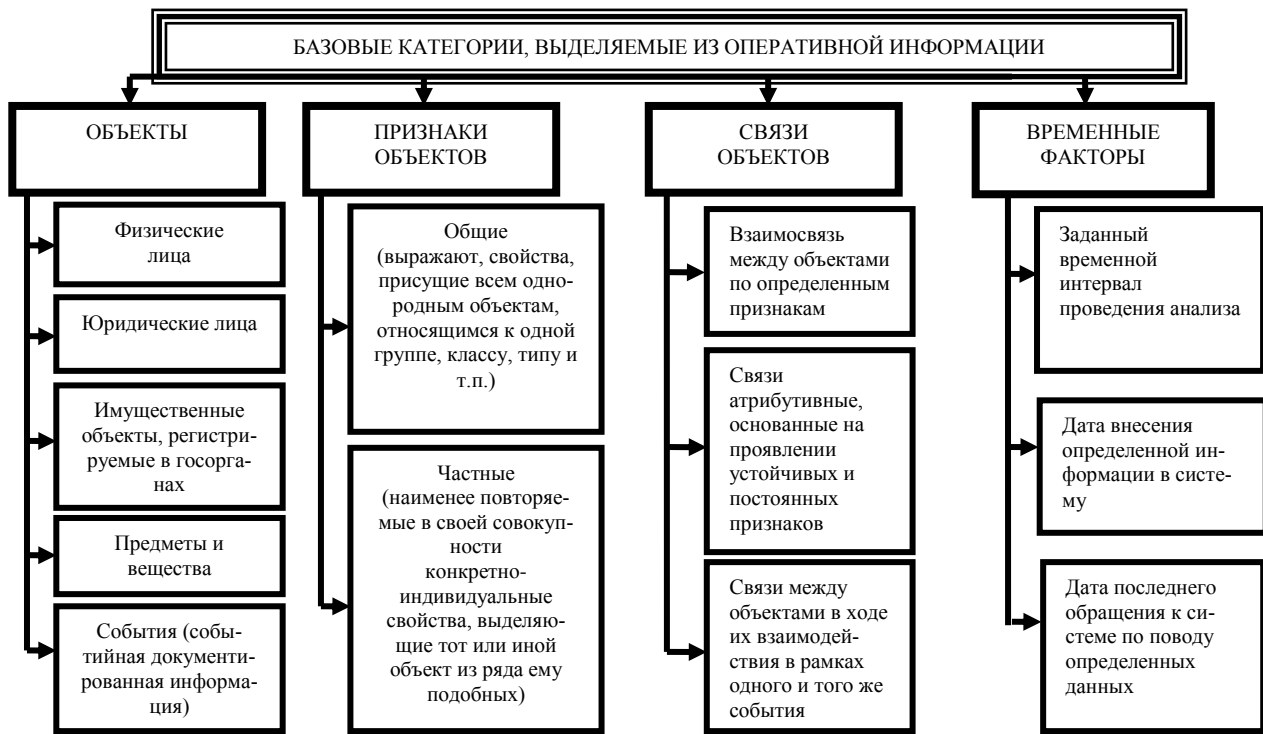 БАЗОВЫЕ КАТЕГОРИИ, ВЫДЕЛЯЕМЫЕ ИЗ ОПЕРАТИВНОЙ ИНФОРМАЦИИ
ОБЪЕКТЫ
Физические
лица
Юридические лица
Имущественные
объекты, регистри-
руемые в госорга-
нах
Предметы и
вещества
События (собы-
тийная документи-
рованная информа-
ция)
ПРИЗНАКИ
ОБЪЕКТОВ
Общие
(выражают, свойства,
присущие всем одно-
родным объектам,
относящимся к одной
группе, классу, типу и
т.п.)
Частные
(наименее повторяе-
мые в своей совокуп-
ности
конкретно-
индивидуальные
свойства, выделяю-
щие тот или иной
объект из ряда ему
подобных)
СВЯЗИ
ОБЪЕКТОВ
Взаимосвязь
между объектами
по определенным
признакам
Связи
атрибутивные,
основанные на
проявлении
устойчивых и
постоянных
признаков
Связи между
объектами в ходе
их взаимодей-
ствия в рамках
одного и того же
события
ВРЕМЕННЫЕ
ФАКТОРЫ
Заданный
временной
интервал
проведения анализа
Дата внесения
определенной ин-
формации в систе-
му
Дата последнего
обращения к си-
стеме по поводу
определенных
данных